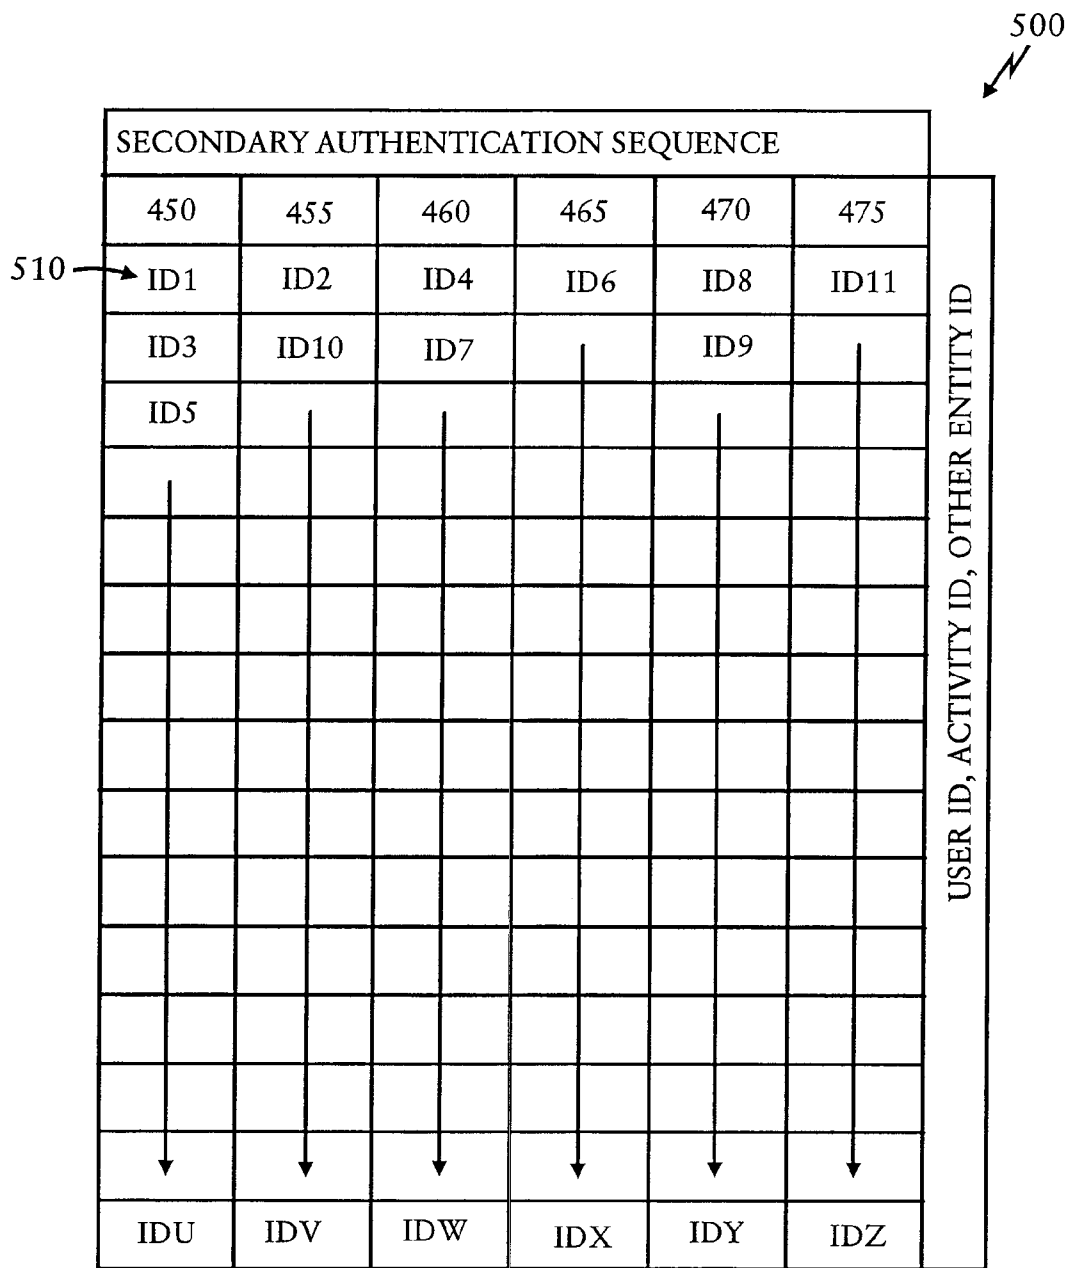 500
SECONDARY AUTHENTICATION SEQUENCE
450 455 460 465 470 475
510 ID1 ID2 ID4 ID6 ID8 ID11
ID3 ID10 ID7 ID9
ID5
IDU IDV IDW IDX IDY IDZ
USER ID, ACTIVITY ID, OTHER ENTITY ID